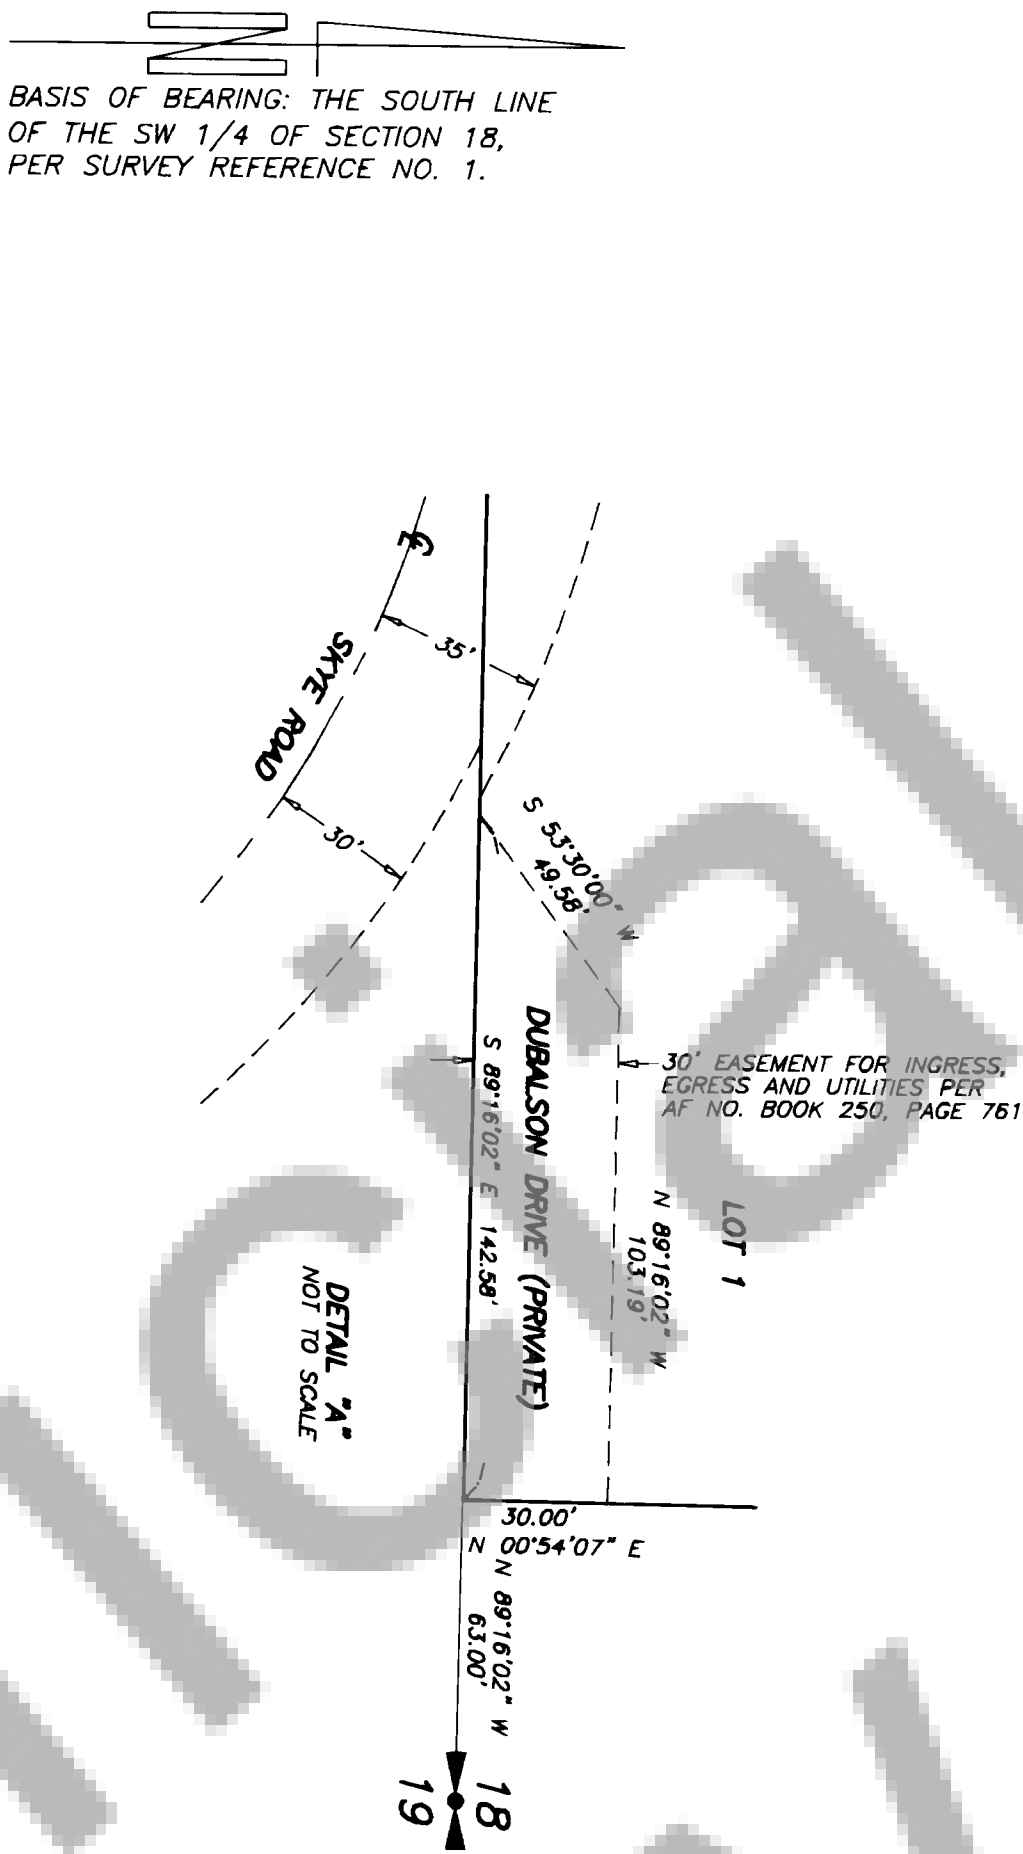 N
BASIS OF BEARING: THE SOUTH LINE
OF THE SW 1/4 OF SECTION 18,
PER SURVEY REFERENCE NO. 1.
℄
35'
SKYE ROAD
30'
S 53°30'00" W
49.58'
DUBALSON DRIVE (PRIVATE)
S 89°16'02" E 142.58'
30' EASEMENT FOR INGRESS,
EGRESS AND UTILITIES PER
AF NO. BOOK 250, PAGE 761
LOT 1
N 89°16'02" W
103.19'
DETAIL "A"
NOT TO SCALE
30.00'
N 00°54'07" E
N 89°16'02" W
63.00'
18
19